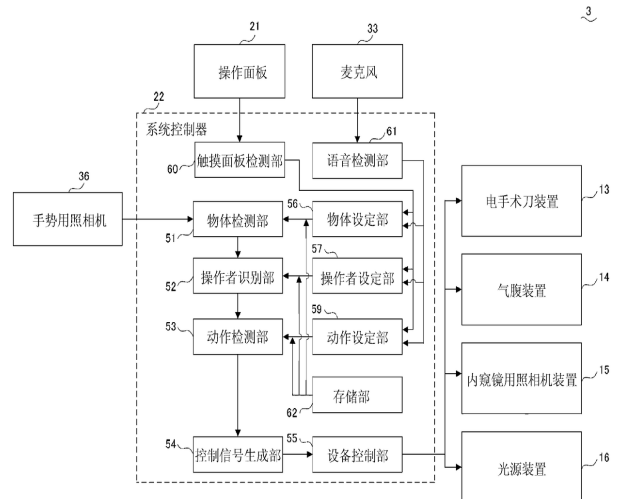 3
21
33
操作面板
麦克风
22
系统控制器
61
触摸面板检测部
语音检测部
60
36
56
电手术刀装置
13
手势用照相机
物体检测部
物体设定部
51
57
操作者识别部
操作者设定部
14
52
气腹装置
53
59
动作检测部
动作设定部
内窥镜用照相机装置
15
存储部
62
54
55
控制信号生成部
设备控制部
光源装置
16